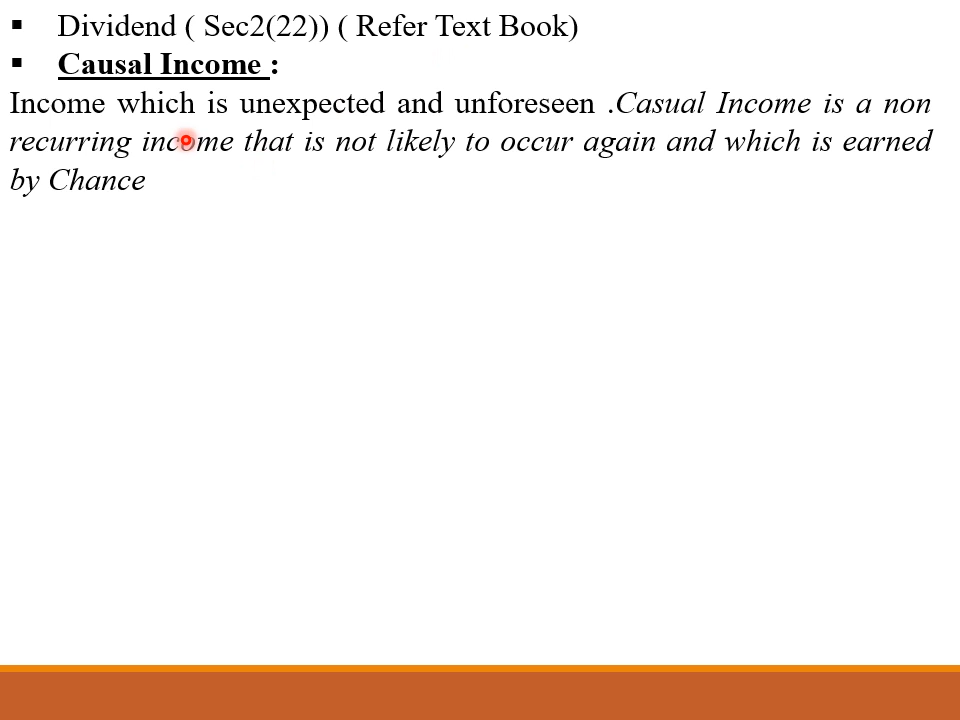 ▪ Dividend ( Sec2(22)) ( Refer Text Book)
▪ Causal Income :
Income which is unexpected and unforeseen .Casual Income is a non
recurring income that is not likely to occur again and which is earned
by Chance